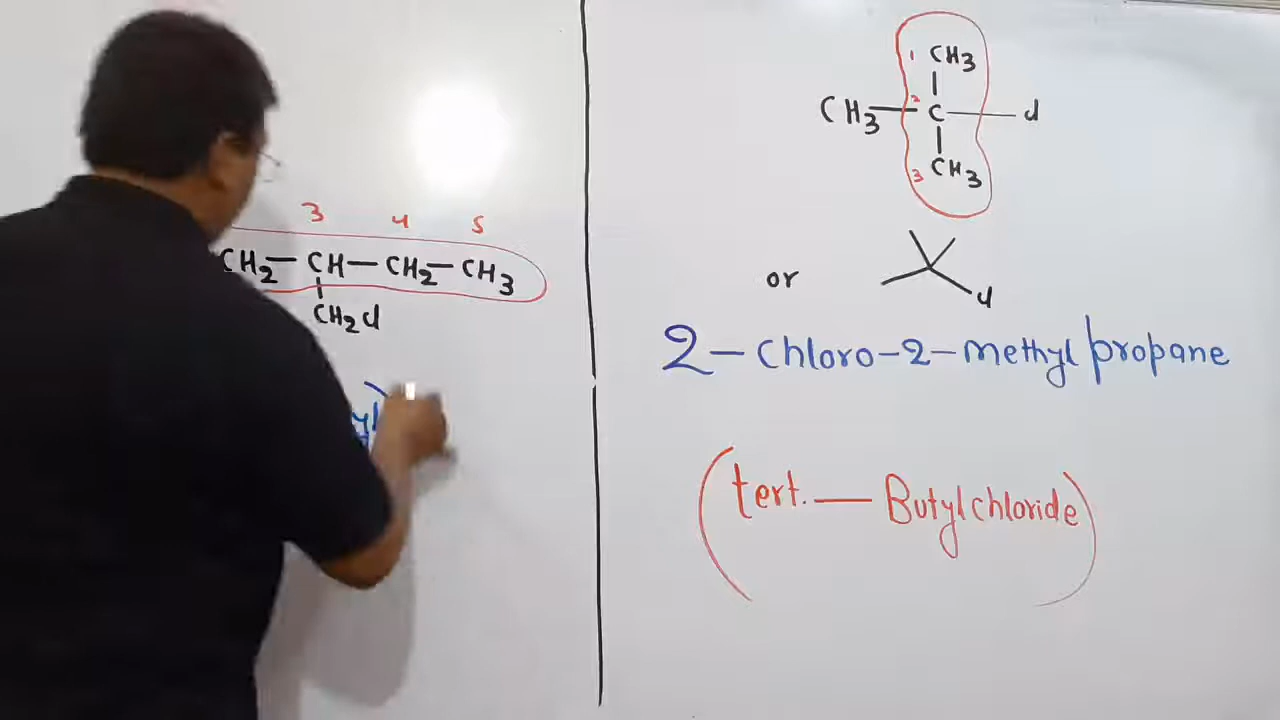 3 4 5
CH2 — CH — CH2 — CH3
CH2Cl
yl
1 CH3
CH3 — 2 C — Cl
3 CH3
or
Cl
2 – Chloro – 2 – methyl propane
(tert. — Butylchloride)